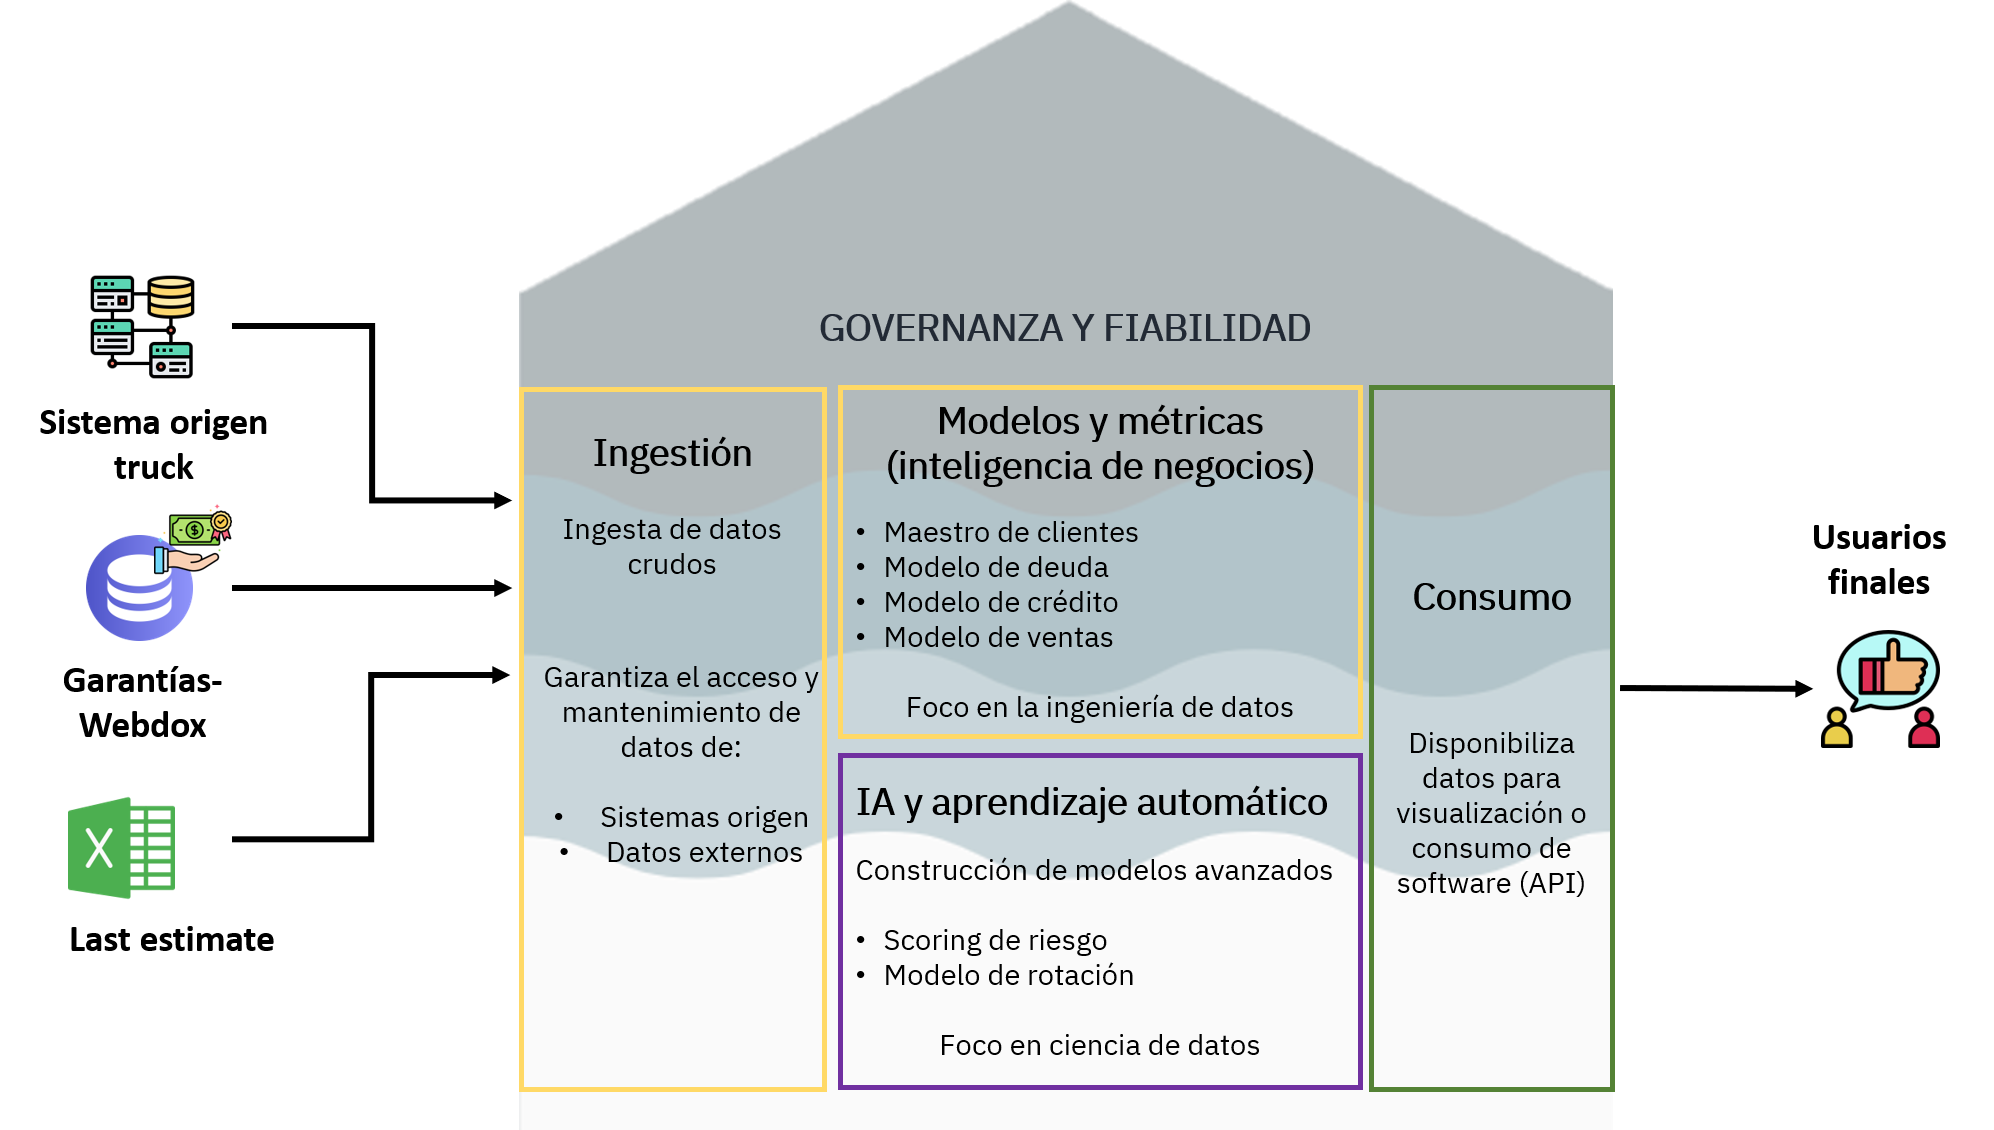 Sistema origen
truck
Garantías-
Webdox
Last estimate
GOVERNANZA Y FIABILIDAD
Ingestión
Ingesta de datos
crudos
Garantiza el acceso y
mantenimiento de
datos de:
• Sistemas origen
• Datos externos
Modelos y métricas
(inteligencia de negocios)
• Maestro de clientes
• Modelo de deuda
• Modelo de crédito
• Modelo de ventas
Foco en la ingeniería de datos
IA y aprendizaje automático
Construcción de modelos avanzados
• Scoring de riesgo
• Modelo de rotación
Foco en ciencia de datos
Consumo
Disponibiliza
datos para
visualización o
consumo de
software (API)
Usuarios
finales